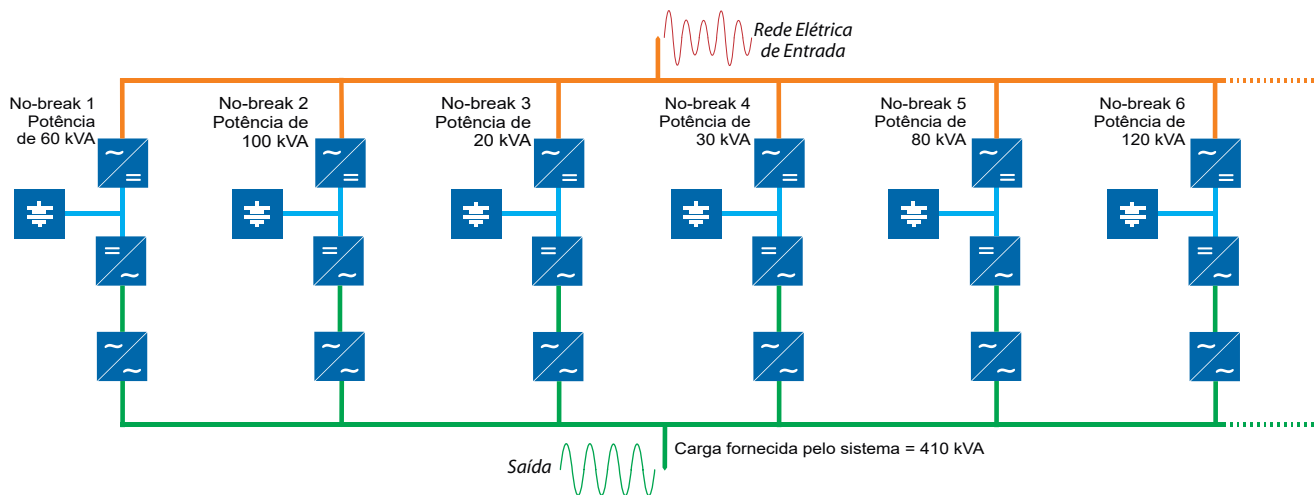 Rede Elétrica
de Entrada
No-break 1
Potência
de 60 kVA
No-break 2
Potência de
100 kVA
No-break 3
Potência de
20 kVA
No-break 4
Potência de
30 kVA
No-break 5
Potência de
80 kVA
No-break 6
Potência de
120 kVA
Carga fornecida pelo sistema = 410 kVA
Saída